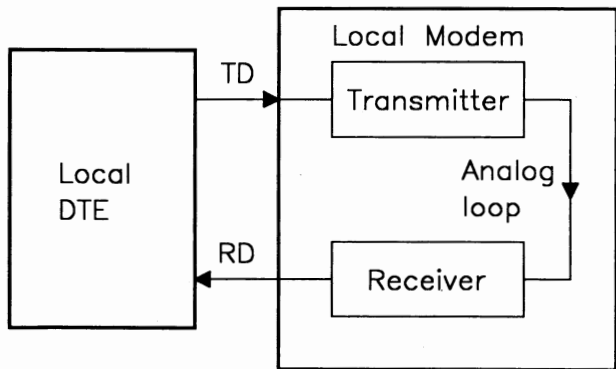 Local Modem
TD
Transmitter
Local
DTE
Analog
loop
RD
Receiver